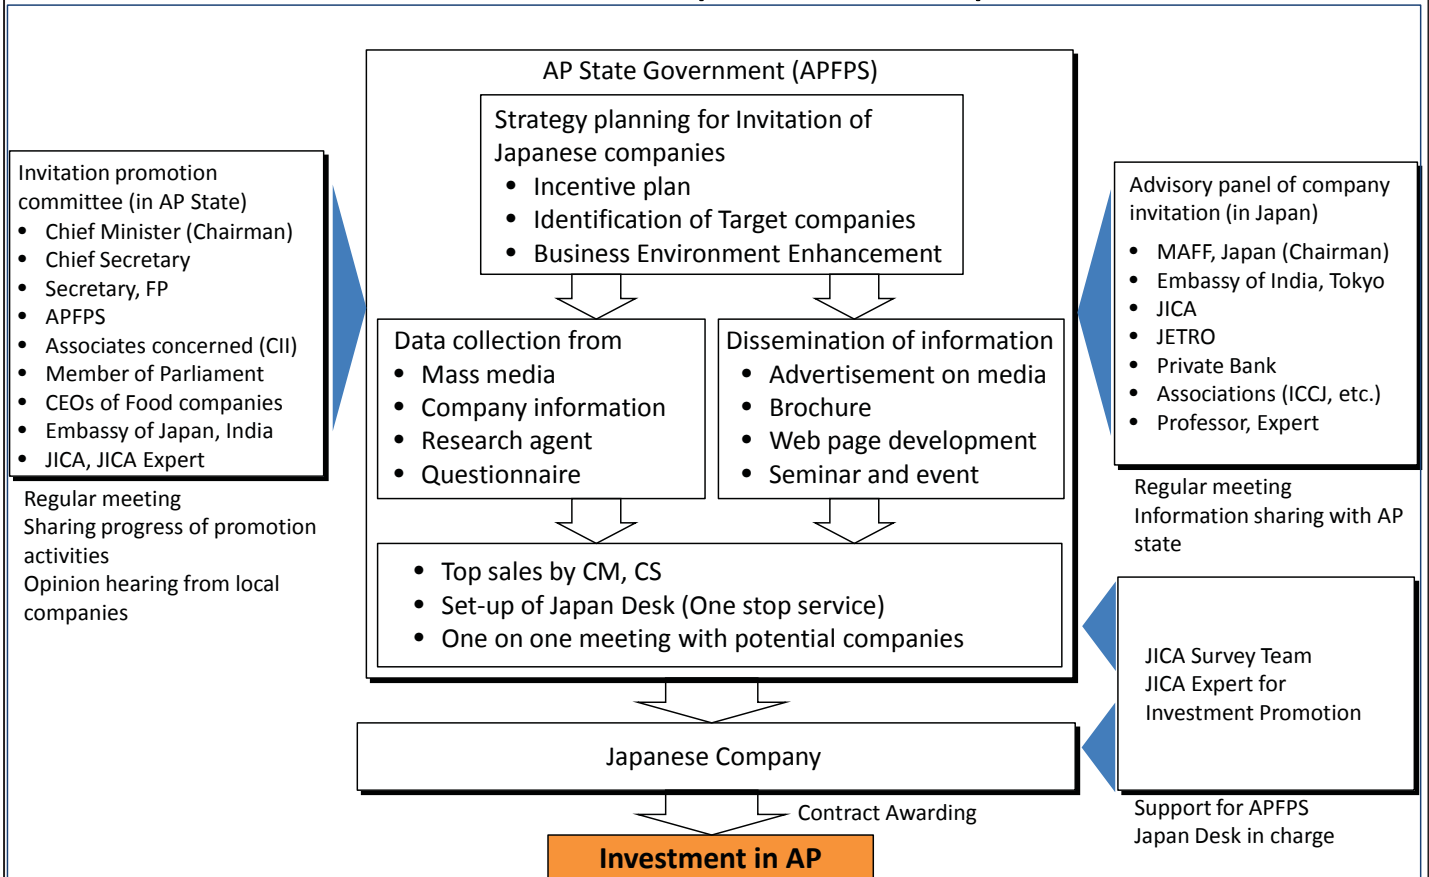 AP State Government (APFPS)
Strategy planning for Invitation of
Japanese companies
• Incentive plan
• Identification of Target companies
• Business Environment Enhancement
Invitation promotion
committee (in AP State)
• Chief Minister (Chairman)
• Chief Secretary
• Secretary, FP
• APFPS
• Associates concerned (CII)
• Member of Parliament
• CEOs of Food companies
• Embassy of Japan, India
• JICA, JICA Expert
Regular meeting
Sharing progress of promotion
activities
Opinion hearing from local
companies
Data collection from
• Mass media
• Company information
• Research agent
• Questionnaire
Dissemination of information
• Advertisement on media
• Brochure
• Web page development
• Seminar and event
Advisory panel of company
invitation (in Japan)
• MAFF, Japan (Chairman)
• Embassy of India, Tokyo
• JICA
• JETRO
• Private Bank
• Associations (ICCJ, etc.)
• Professor, Expert
Regular meeting
Information sharing with AP
state
• Top sales by CM, CS
• Set-up of Japan Desk (One stop service)
• One on one meeting with potential companies
JICA Survey Team
JICA Expert for
Investment Promotion
Support for APFPS
Japan Desk in charge
Japanese Company
Contract Awarding
Investment in AP